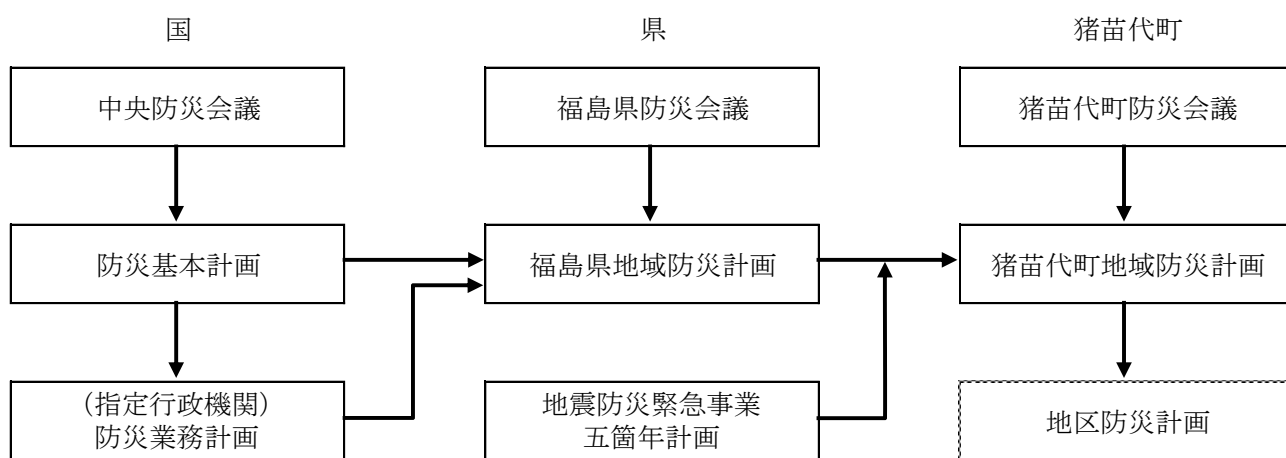 国
県
猪苗代町
中央防災会議
福島県防災会議
猪苗代町防災会議
防災基本計画
福島県地域防災計画
猪苗代町地域防災計画
(指定行政機関)
防災業務計画
地震防災緊急事業
五箇年計画
地区防災計画